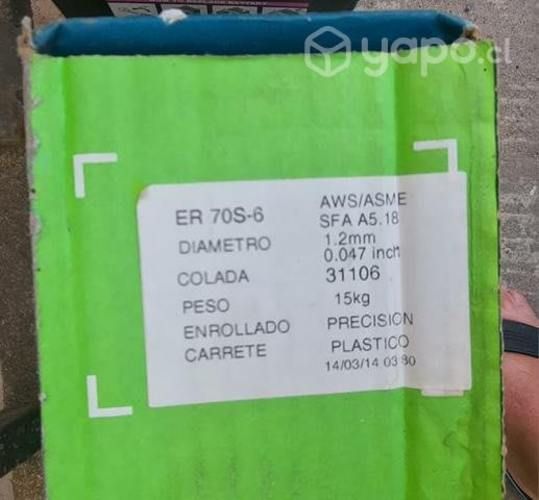 yapo.cl
ER 70S-6 AWS/ASME
SFA A5.18
DIAMETRO 1.2mm
0.047 inch
COLADA 31106
PESO 15kg
ENROLLADO PRECISION
CARRETE PLASTICO
14/03/14 03 80